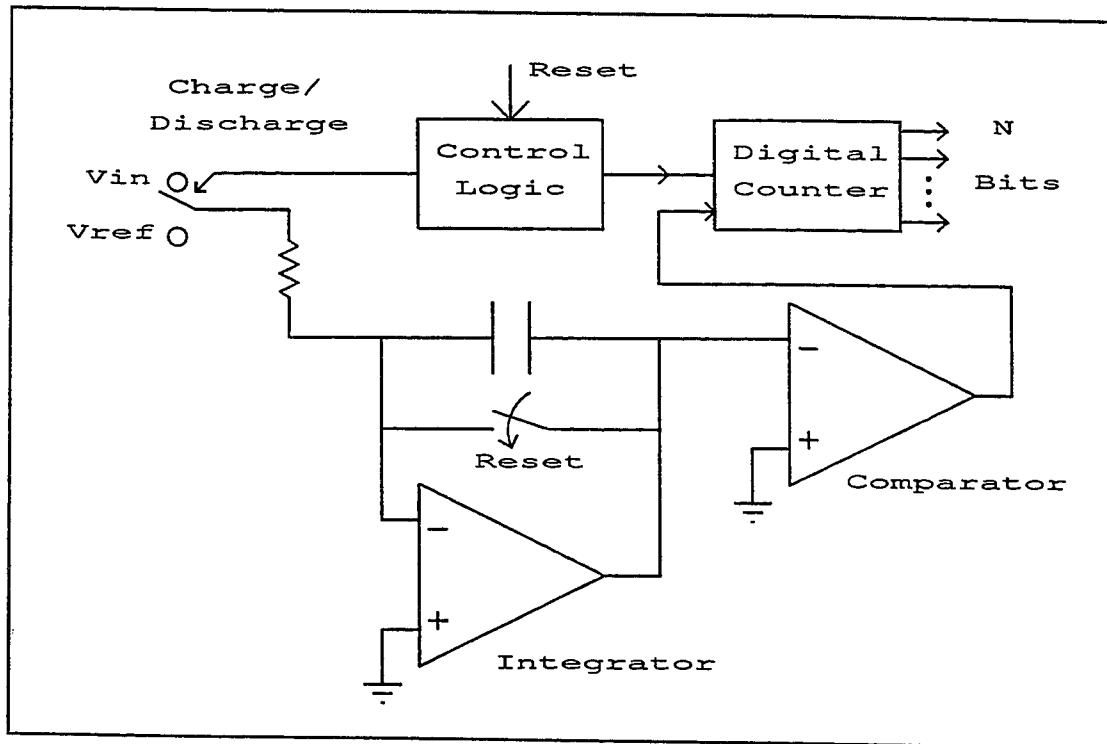 Reset
Charge/
Discharge
Control
Logic
Digital
Counter
N
Bits
Vin
Vref
−
+
Reset
Comparator
−
+
Integrator